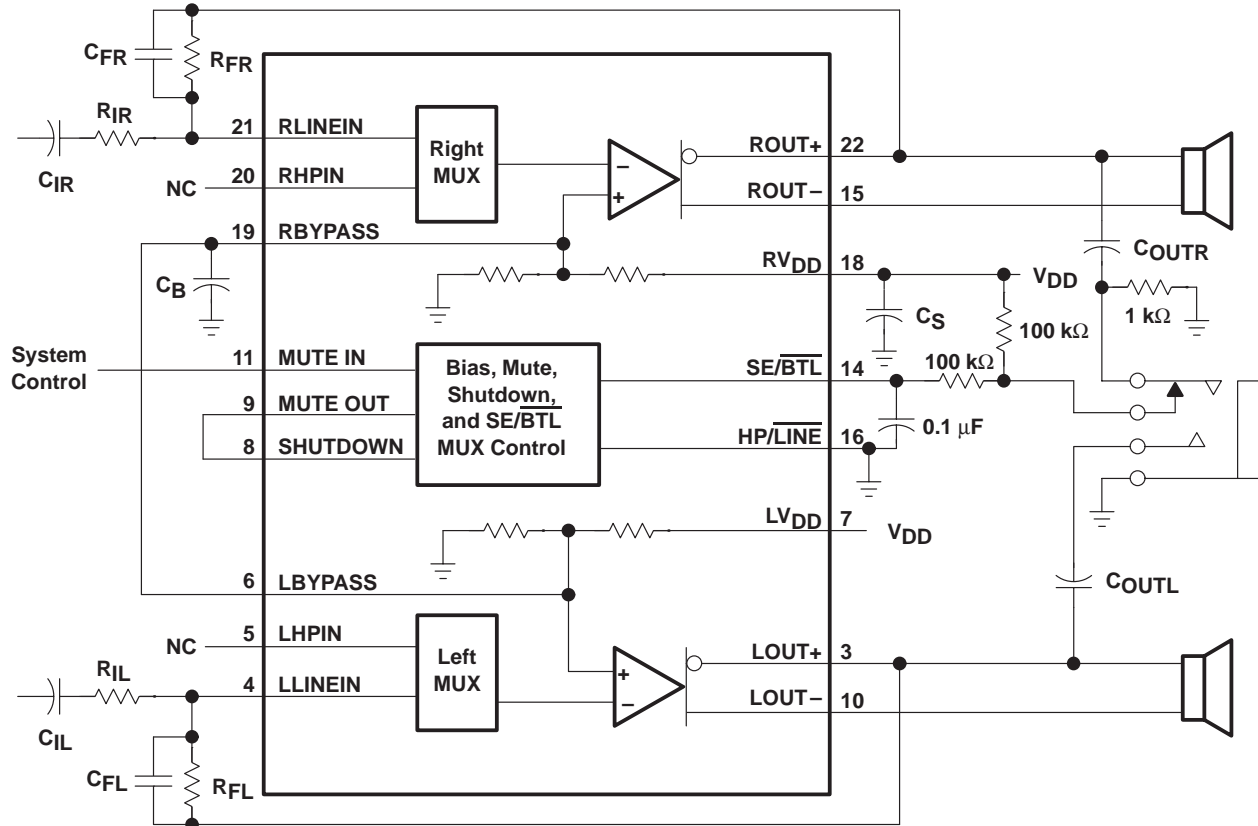 CFR
RFR
RIR
CIR
21 RLINEIN
NC
20 RHPIN
Right
MUX
−
+
ROUT+ 22
ROUT− 15
19 RBYPASS
CB
RVDD 18
VDD
CS
100 kΩ
100 kΩ
COUTR
1 kΩ
System
Control
11 MUTE IN
9 MUTE OUT
8 SHUTDOWN
Bias, Mute,
Shutdown,
and SE/BTL
MUX Control
SE/BTL 14
HP/LINE 16
0.1 µF
LVDD 7
VDD
6 LBYPASS
COUTL
NC
5 LHPIN
Left
MUX
+
−
LOUT+ 3
LOUT− 10
RIL
4 LLINEIN
CIL
CFL
RFL